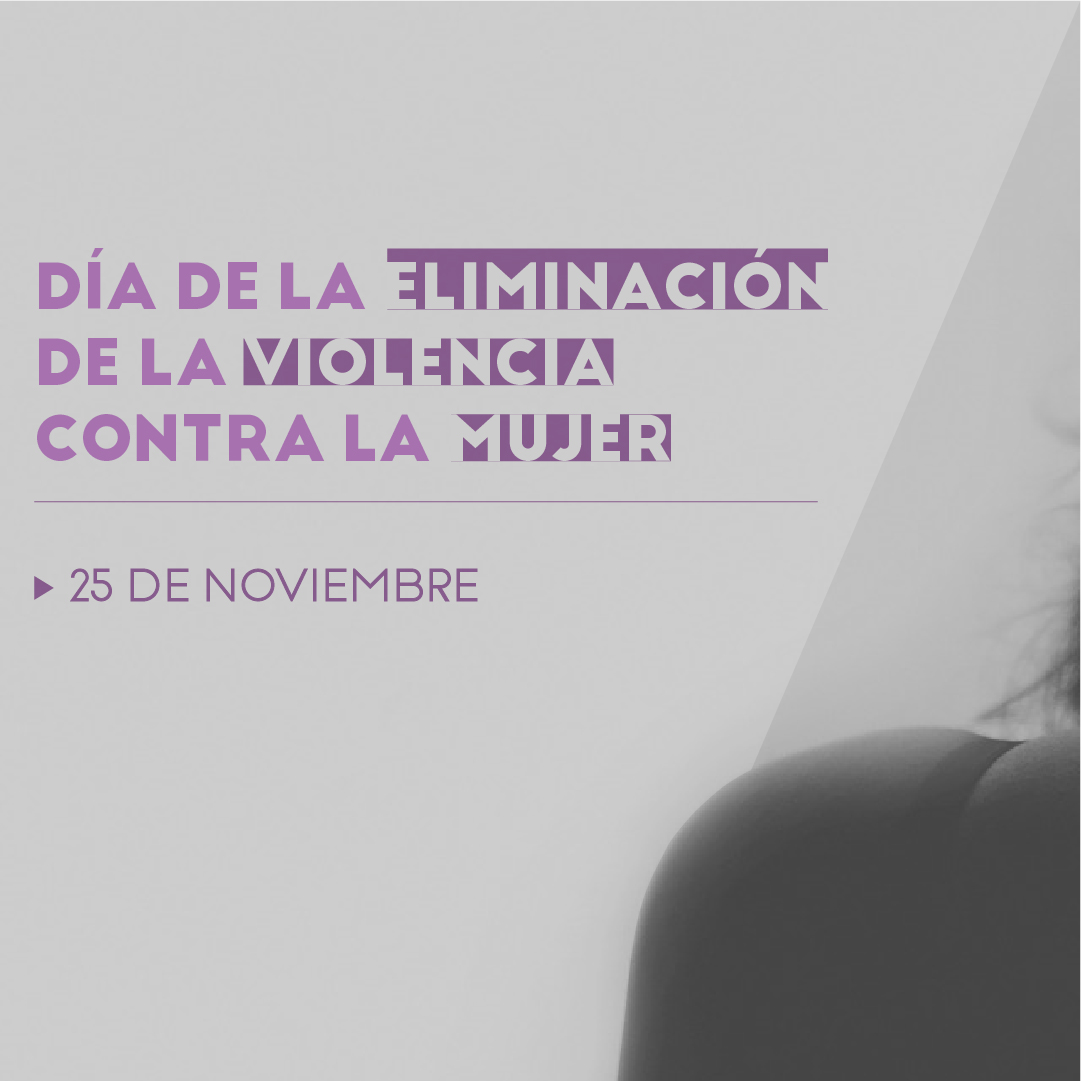 DÍA DE LA ELIMINACIÓN
DE LA VIOLENCIA
CONTRA LA MUJER
25 DE NOVIEMBRE